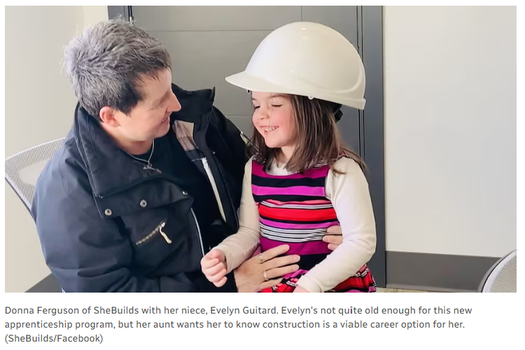 Donna Ferguson of SheBuilds with her niece, Evelyn Guitard. Evelyn's not quite old enough for this new
apprenticeship program, but her aunt wants her to know construction is a viable career option for her.
(SheBuilds/Facebook)